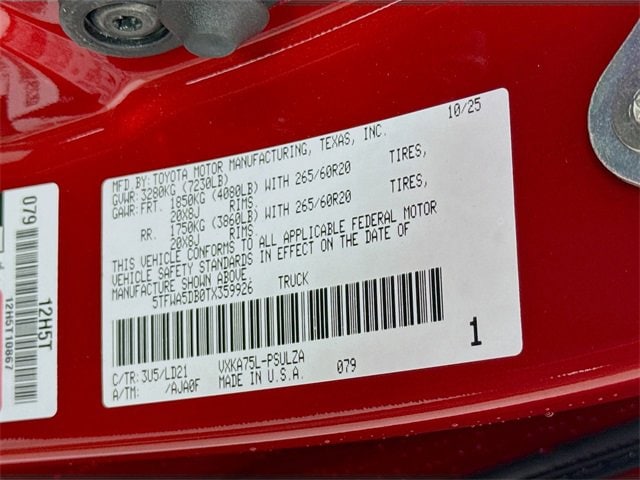 10/25
MFD. BY: TOYOTA MOTOR MANUFACTURING, TEXAS, INC.
GVWR: 3280KG (7230LB)
GAWR: FRT. 1850KG (4080LB) WITH 265/60R20 TIRES,
20X8J RIMS.
RR. 1750KG (3860LB) WITH 265/60R20 TIRES,
20X8J RIMS.
THIS VEHICLE CONFORMS TO ALL APPLICABLE FEDERAL MOTOR
VEHICLE SAFETY STANDARDS IN EFFECT ON THE DATE OF
MANUFACTURE SHOWN ABOVE.
5TFWA5DB0TX359926 TRUCK
1
C/TR: 3U5/LD21 VXKA75L-PSULZA
A/TM: /AJA0F MADE IN U.S.A. 079
079
12H5T
12H5T10867